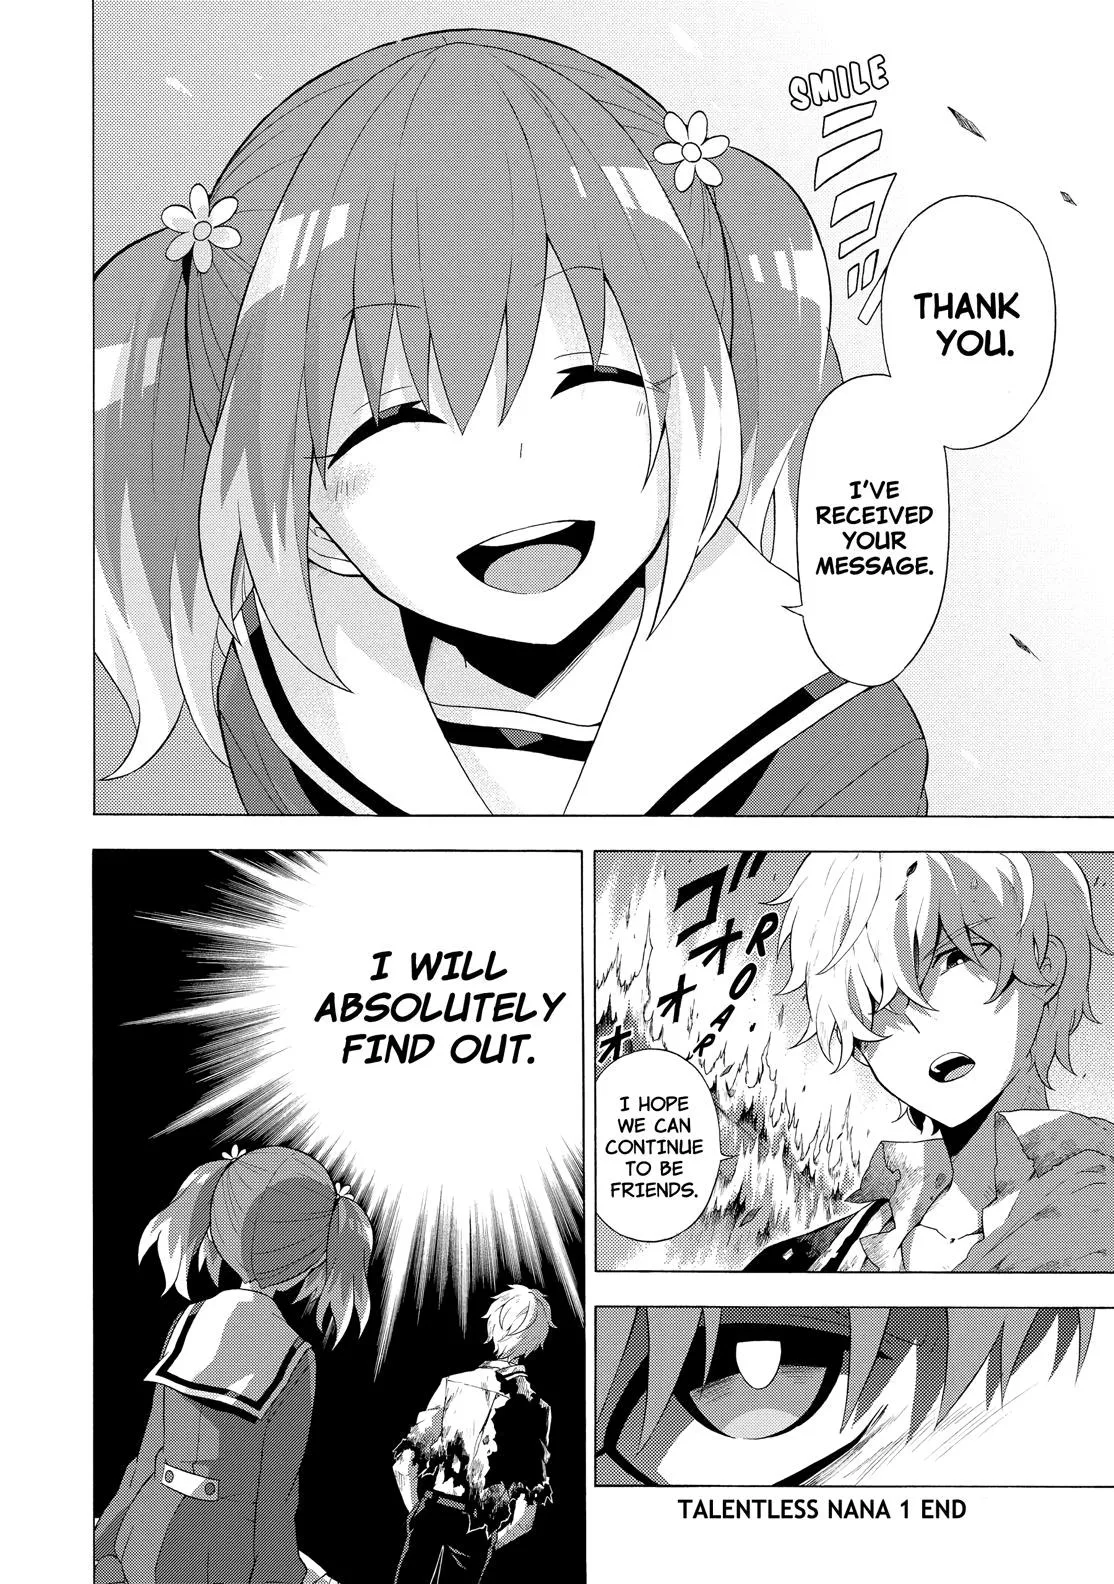 SMILE
ニコッ
THANK
YOU.
I'VE
RECEIVED
YOUR
MESSAGE.
ゴオオオ
ROAR
I HOPE
WE CAN
CONTINUE
TO BE
FRIENDS.
I WILL
ABSOLUTELY
FIND OUT.
TALENTLESS NANA 1 END